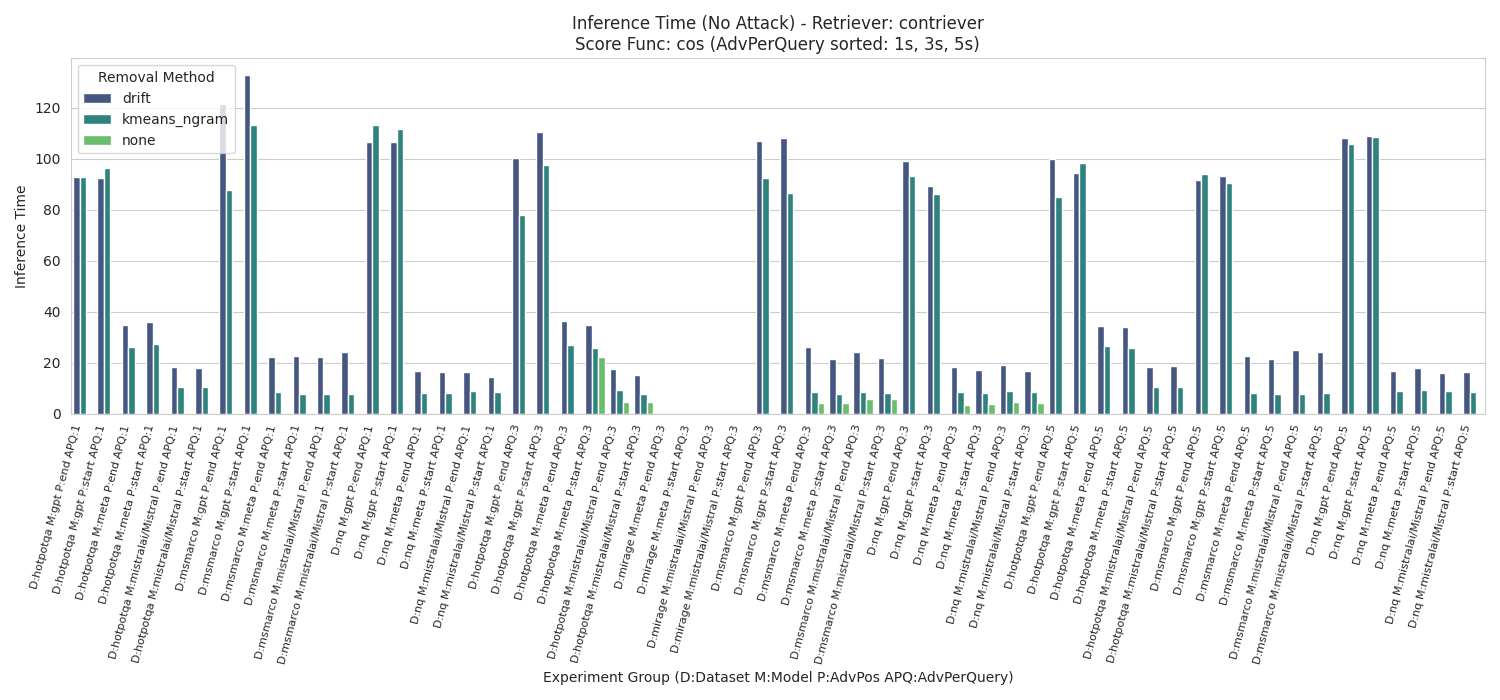 Inference Time (No Attack) - Retriever: contriever
Score Func: cos (AdvPerQuery sorted: 1s, 3s, 5s)
Removal Method
drift
kmeans_ngram
none
Inference Time
120
100
80
60
40
20
0
D:hotpotqa M:gpt P:end APQ:1
D:hotpotqa M:gpt P:start APQ:1
D:hotpotqa M:meta P:end APQ:1
D:hotpotqa M:meta P:start APQ:1
D:hotpotqa M:mistralai/Mistral P:end APQ:1
D:hotpotqa M:mistralai/Mistral P:start APQ:1
D:msmarco M:gpt P:end APQ:1
D:msmarco M:gpt P:start APQ:1
D:msmarco M:meta P:end APQ:1
D:msmarco M:meta P:start APQ:1
D:msmarco M:mistralai/Mistral P:end APQ:1
D:msmarco M:mistralai/Mistral P:start APQ:1
D:nq M:gpt P:end APQ:1
D:nq M:gpt P:start APQ:1
D:nq M:meta P:end APQ:1
D:nq M:meta P:start APQ:1
D:nq M:mistralai/Mistral P:end APQ:1
D:nq M:mistralai/Mistral P:start APQ:1
D:hotpotqa M:gpt P:end APQ:3
D:hotpotqa M:gpt P:start APQ:3
D:hotpotqa M:meta P:end APQ:3
D:hotpotqa M:meta P:start APQ:3
D:hotpotqa M:mistralai/Mistral P:end APQ:3
D:hotpotqa M:mistralai/Mistral P:start APQ:3
D:mirage M:meta P:end APQ:3
D:mirage M:meta P:start APQ:3
D:mirage M:mistralai/Mistral P:end APQ:3
D:mirage M:mistralai/Mistral P:start APQ:3
D:msmarco M:gpt P:end APQ:3
D:msmarco M:gpt P:start APQ:3
D:msmarco M:meta P:end APQ:3
D:msmarco M:meta P:start APQ:3
D:msmarco M:mistralai/Mistral P:end APQ:3
D:msmarco M:mistralai/Mistral P:start APQ:3
D:nq M:gpt P:end APQ:3
D:nq M:gpt P:start APQ:3
D:nq M:meta P:end APQ:3
D:nq M:meta P:start APQ:3
D:nq M:mistralai/Mistral P:end APQ:3
D:nq M:mistralai/Mistral P:start APQ:3
D:hotpotqa M:gpt P:end APQ:5
D:hotpotqa M:gpt P:start APQ:5
D:hotpotqa M:meta P:end APQ:5
D:hotpotqa M:meta P:start APQ:5
D:hotpotqa M:mistralai/Mistral P:end APQ:5
D:hotpotqa M:mistralai/Mistral P:start APQ:5
D:msmarco M:gpt P:end APQ:5
D:msmarco M:gpt P:start APQ:5
D:msmarco M:meta P:end APQ:5
D:msmarco M:meta P:start APQ:5
D:msmarco M:mistralai/Mistral P:end APQ:5
D:msmarco M:mistralai/Mistral P:start APQ:5
D:nq M:gpt P:end APQ:5
D:nq M:gpt P:start APQ:5
D:nq M:meta P:end APQ:5
D:nq M:meta P:start APQ:5
D:nq M:mistralai/Mistral P:end APQ:5
D:nq M:mistralai/Mistral P:start APQ:5
Experiment Group (D:Dataset M:Model P:AdvPos APQ:AdvPerQuery)